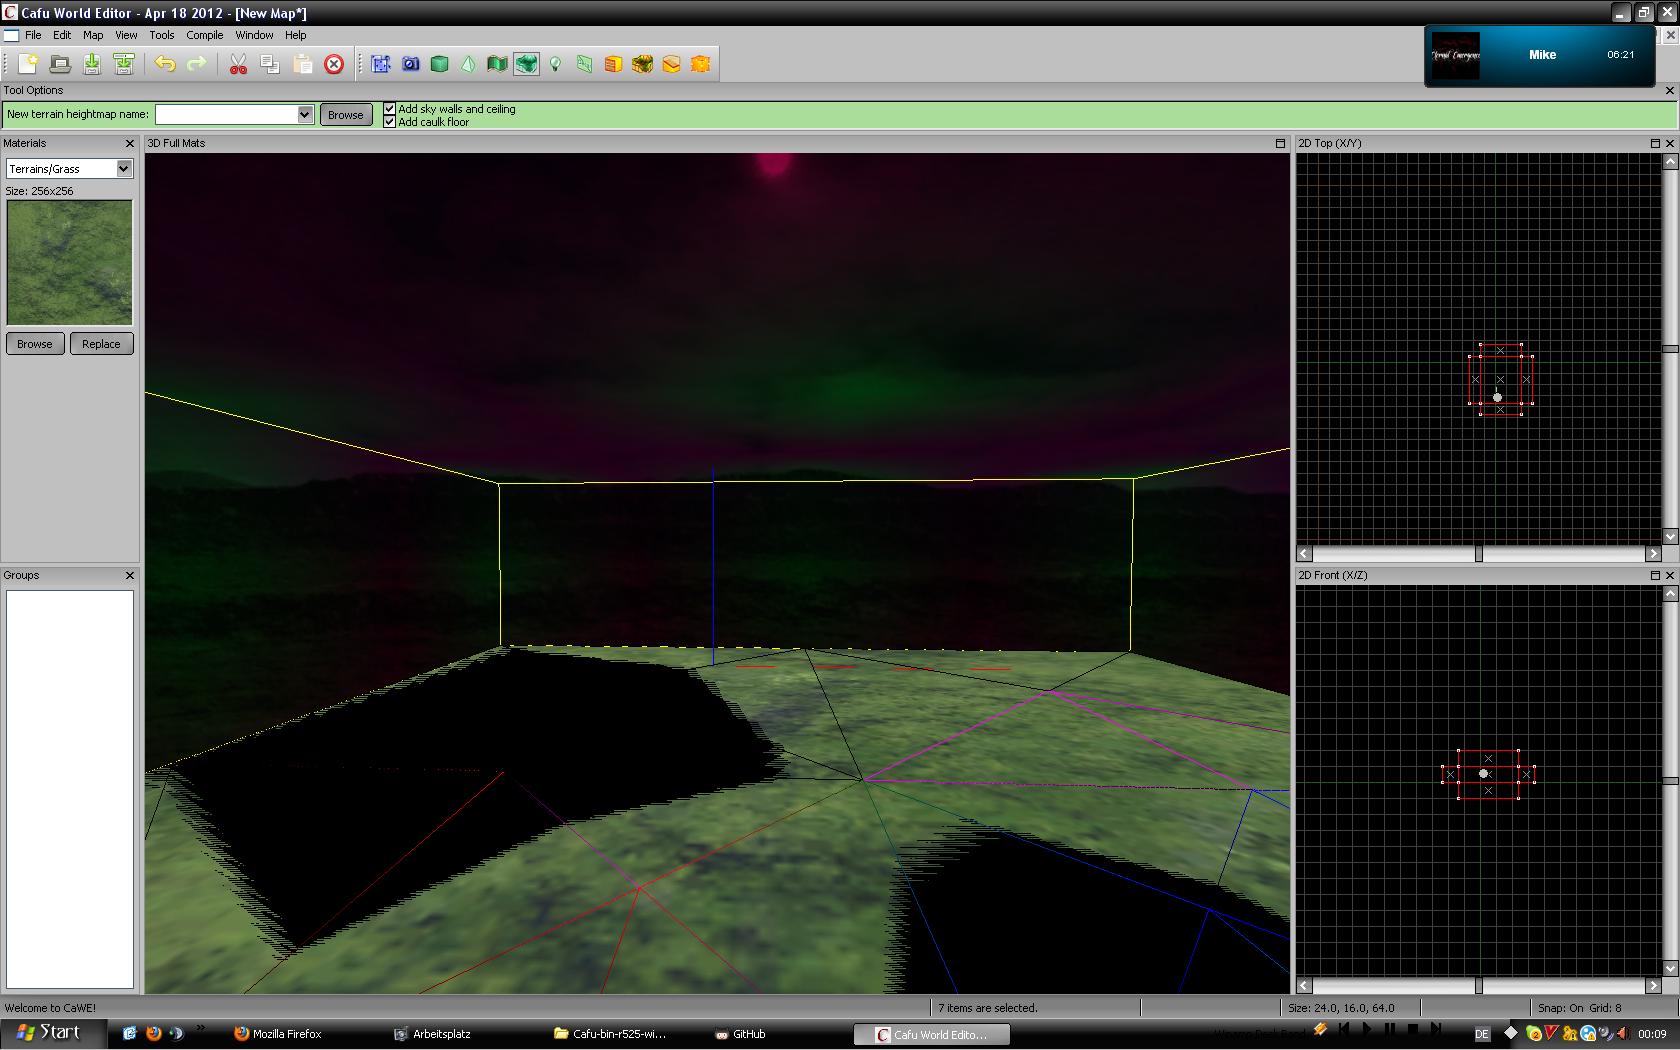 Cafu World Editor - Apr 18 2012 - [New Map*]
File Edit Map View Tools Compile Window Help
Mike 06:21
Tool Options
New terrain heightmap name: Browse
Add sky walls and ceiling
Add caulk floor
Materials
Terrains/Grass
Size: 256x256
Browse Replace
Groups
3D Full Mats
2D Top (X/Y)
2D Front (X/Z)
Welcome to CaWE!
7 items are selected.
Size: 24.0, 16.0, 64.0
Snap: On Grid: 8
Start
Mozilla Firefox
Arbeitsplatz
Cafu-bin-r525-wi...
GitHub
Cafu World Edito...
DE
00:09